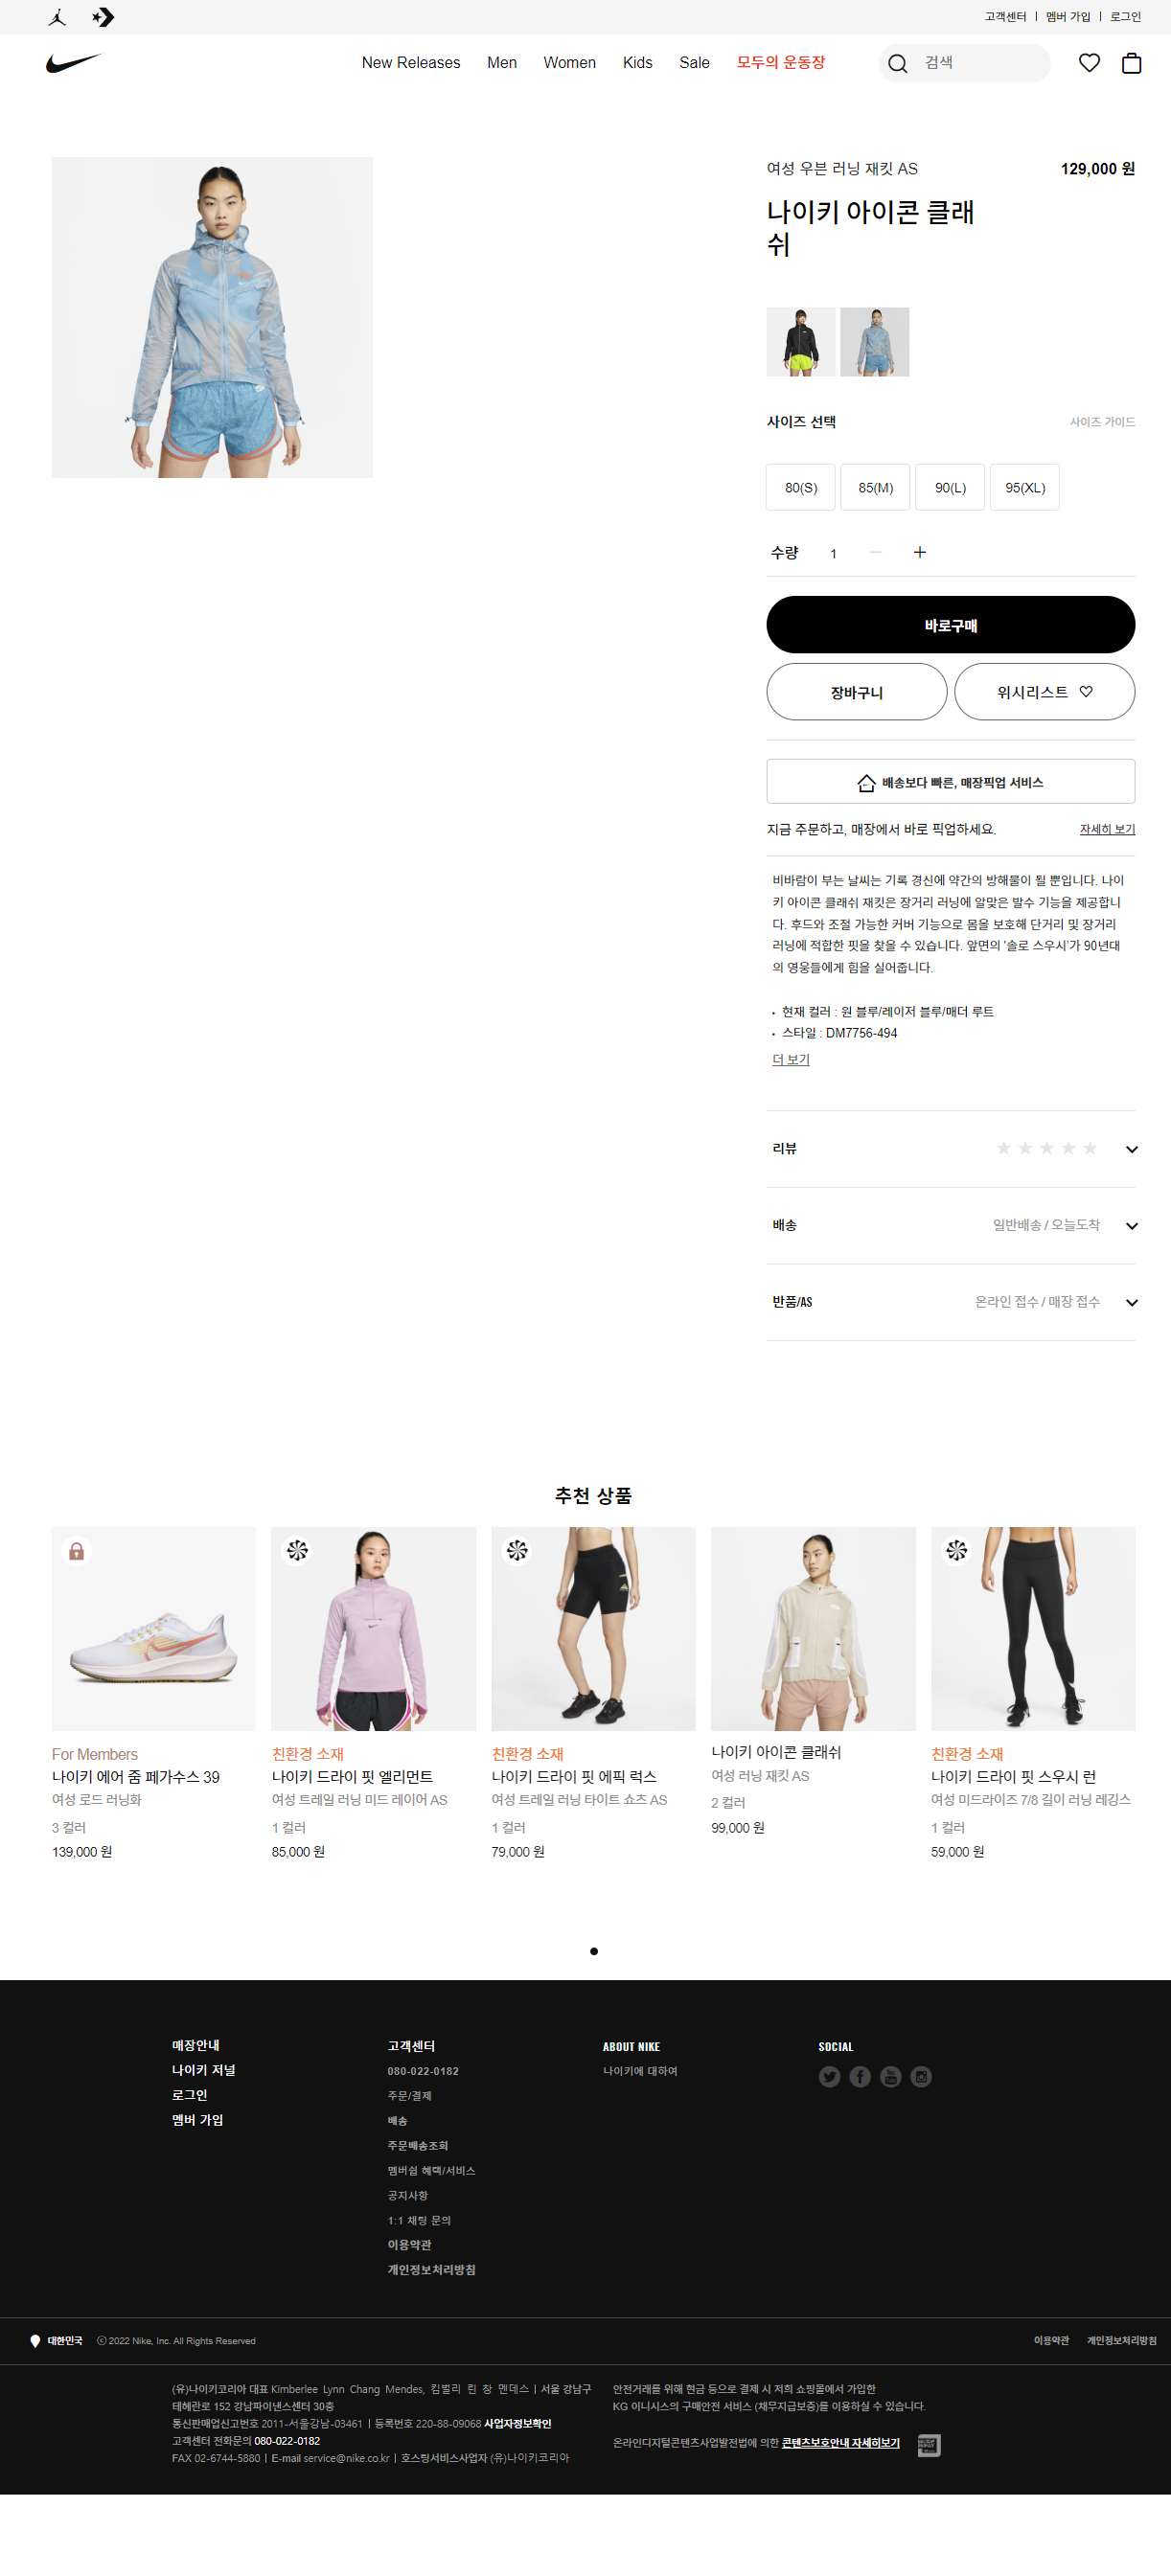 고객센터 | 멤버 가입 | 로그인
New Releases Men Women Kids Sale 모두의 운동장 검색
여성 우븐 러닝 재킷 AS 129,000 원
나이키 아이콘 클래
쉬
사이즈 선택 사이즈 가이드
80(S) 85(M) 90(L) 95(XL)
수량 1
바로구매
장바구니 위시리스트
배송보다 빠른, 매장픽업 서비스
지금 주문하고, 매장에서 바로 픽업하세요. 자세히 보기
비바람이 부는 날씨는 기록 경신에 약간의 방해물이 될 뿐입니다. 나이
키 아이콘 클래쉬 재킷은 장거리 러닝에 알맞은 발수 기능을 제공합니
다. 후드와 조절 가능한 커버 기능으로 몸을 보호해 단거리 및 장거리
러닝에 적합한 핏을 찾을 수 있습니다. 앞면의 '솔로 스우시'가 90년대
의 영웅들에게 힘을 실어줍니다.
• 현재 컬러 : 원 블루/레이저 블루/매더 루트
• 스타일 : DM7756-494
더 보기
리뷰
배송 일반배송 / 오늘도착
반품/AS 온라인 접수 / 매장 접수
추천 상품
For Members
나이키 에어 줌 페가수스 39
여성 로드 러닝화
3 컬러
139,000 원
친환경 소재
나이키 드라이 핏 엘리먼트
여성 트레일 러닝 미드 레이어 AS
1 컬러
85,000 원
친환경 소재
나이키 드라이 핏 에픽 럭스
여성 트레일 러닝 타이트 쇼츠 AS
1 컬러
79,000 원
나이키 아이콘 클래쉬
여성 러닝 재킷 AS
2 컬러
99,000 원
친환경 소재
나이키 드라이 핏 스우시 런
여성 미드라이즈 7/8 길이 러닝 레깅스
1 컬러
59,000 원
매장안내
나이키 저널
로그인
멤버 가입
고객센터
080-022-0182
주문/결제
배송
주문배송조회
멤버쉽 혜택/서비스
공지사항
1:1 채팅 문의
이용약관
개인정보처리방침
ABOUT NIKE
나이키에 대하여
SOCIAL
대한민국 ⓒ 2022 Nike, Inc. All Rights Reserved 이용약관 개인정보처리방침
(유)나이키코리아 대표 Kimberlee Lynn Chang Mendes, 킴벌리 린 창 멘데스 | 서울 강남구
테헤란로 152 강남파이낸스센터 30층
통신판매업신고번호 2011-서울강남-03461 | 등록번호 220-88-09068 사업자정보확인
고객센터 전화문의 080-022-0182
FAX 02-6744-5880 | E-mail service@nike.co.kr | 호스팅서비스사업자 (유)나이키코리아
안전거래를 위해 현금 등으로 결제 시 저희 쇼핑몰에서 가입한
KG 이니시스의 구매안전 서비스 (채무지급보증)를 이용하실 수 있습니다.
온라인디지털콘텐츠사업발전법에 의한 콘텐츠보호안내 자세히보기